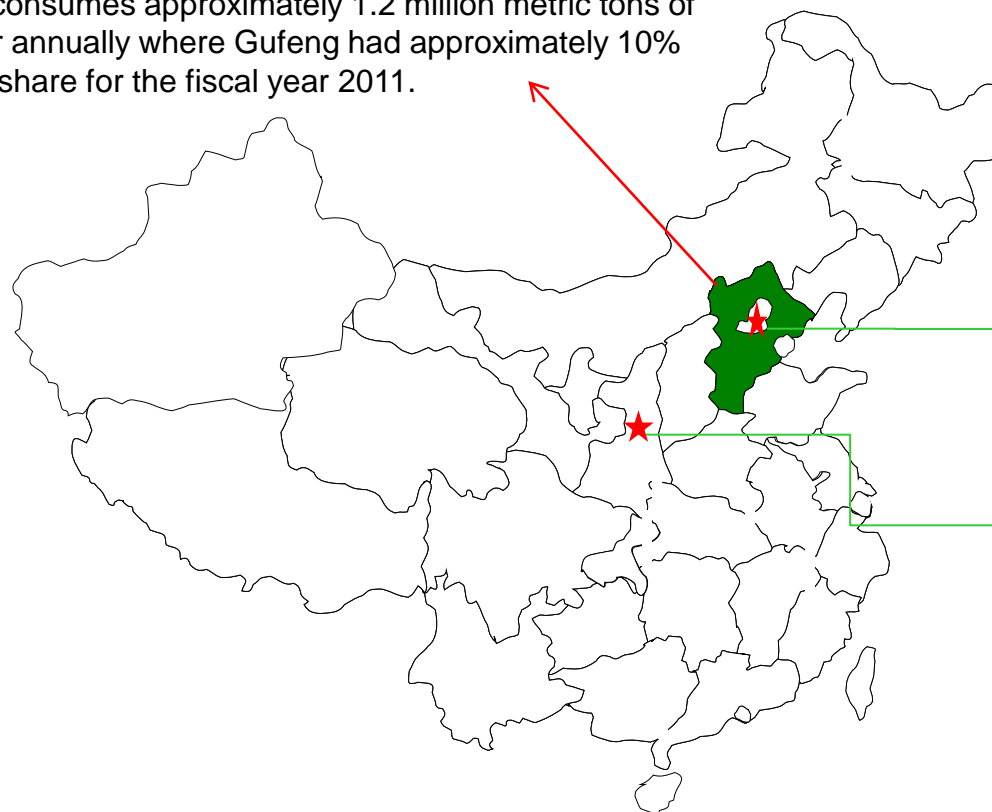 consumes approximately 1.2 million metric tons of
r annually where Gufeng had approximately 10%
share for the fiscal year 2011.